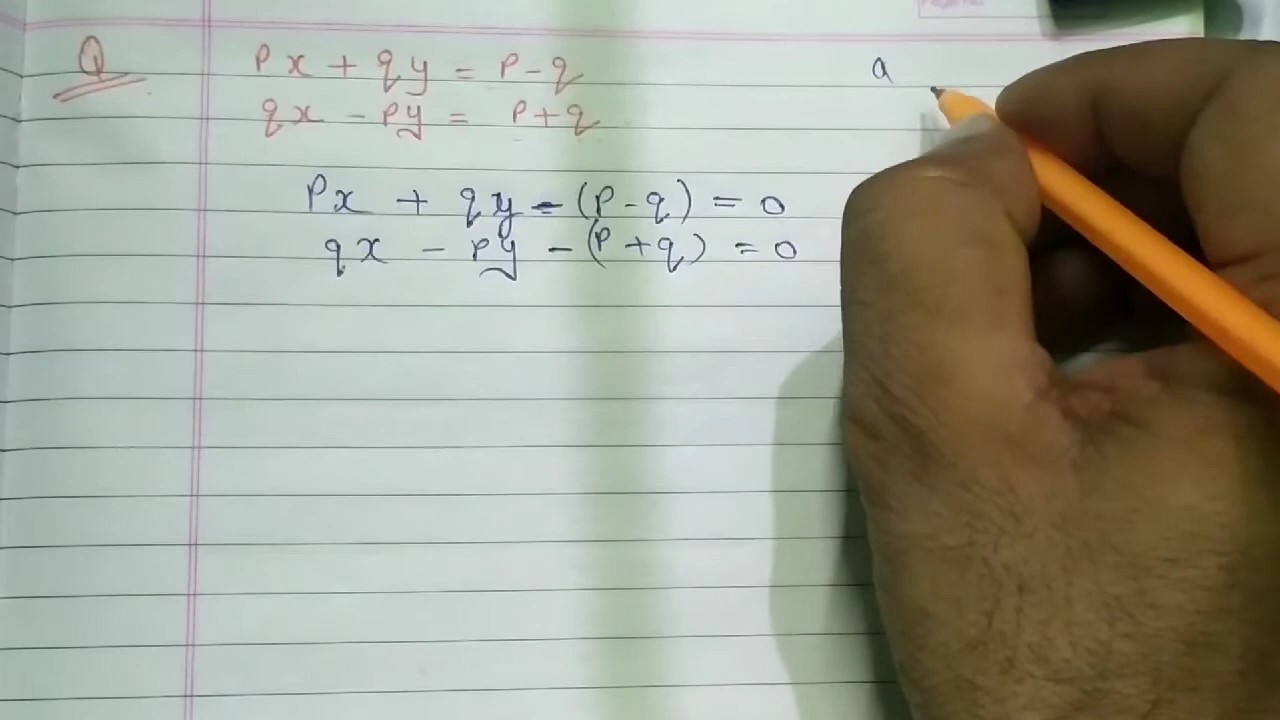 Q px + qy = p - q
qx - py = p + q
px + qy - (p - q) = 0
qx - py - (p + q) = 0
a